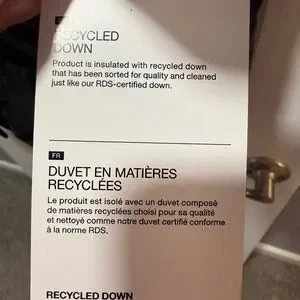 RECYCLED
DOWN
Product is insulated with recycled down
that has been sorted for quality and cleaned
just like our RDS-certified down.
FR
DUVET EN MATIÈRES
RECYCLÉES
Le produit est isolé avec un duvet composé
de matières recyclées choisi pour sa qualité
et nettoyé comme notre duvet certifié conforme
à la norme RDS.
RECYCLED DOWN